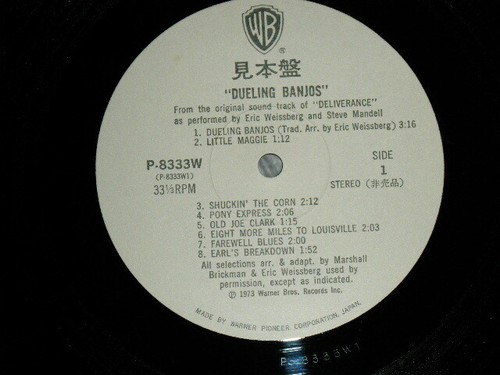 WB
®
見本盤
"DUELING BANJOS"
From the original sound track of "DELIVERANCE"
as performed by Eric Weissberg and Steve Mandell
1. DUELING BANJOS (Trad. Arr. by Eric Weissberg) 3:16
2. LITTLE MAGGIE 1:12
P-8333W
(P-8333W1)
33⅓ RPM
SIDE
1
STEREO (非売品)
3. SHUCKIN' THE CORN 2:12
4. PONY EXPRESS 2:06
5. OLD JOE CLARK 1:15
6. EIGHT MORE MILES TO LOUISVILLE 2:03
7. FAREWELL BLUES 2:00
8. EARL'S BREAKDOWN 1:52
All selections arr. & adapt. by Marshall
Brickman & Eric Weissberg used by
permission, except as indicated.
℗ 1973 Warner Bros. Records Inc.
MADE BY WARNER PIONEER CORPORATION, JAPAN.
P-8333W1